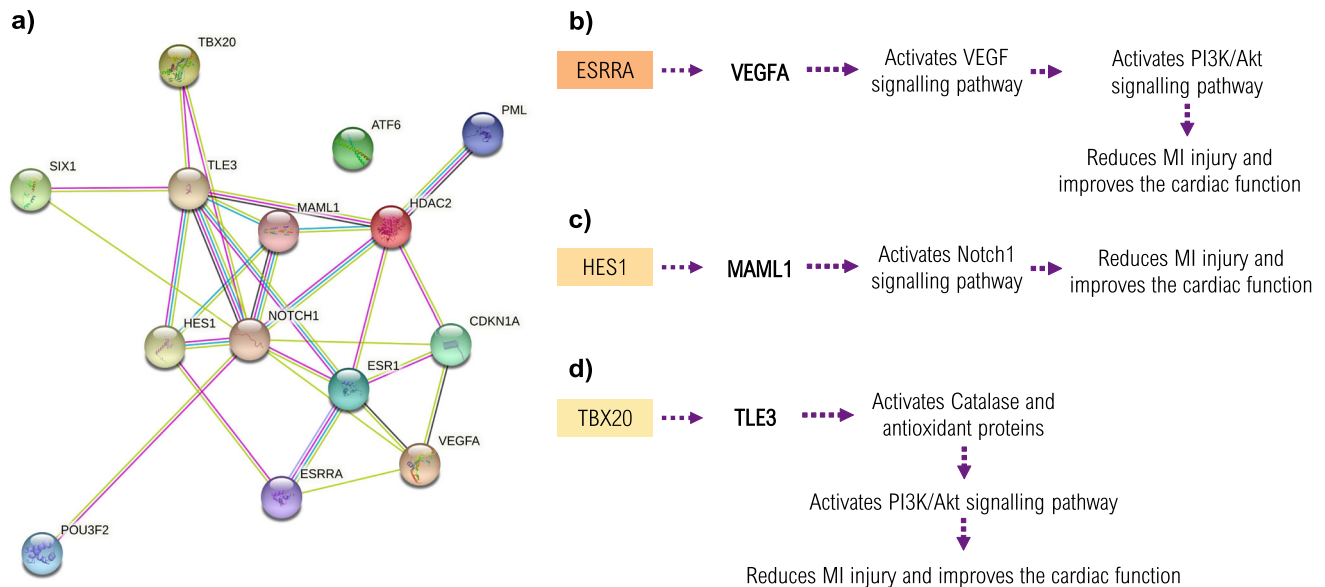 a)
TBX20
ATF6
PML
SIX1
TLE3
MAML1
HDAC2
HES1
NOTCH1
CDKN1A
ESR1
VEGFA
ESRRA
POU3F2
b)
ESRRA
VEGFA
Activates VEGF
signalling pathway
Activates PI3K/Akt
signalling pathway
Reduces MI injury and
improves the cardiac function
c)
HES1
MAML1
Activates Notch1
signalling pathway
Reduces MI injury and
improves the cardiac function
d)
TBX20
TLE3
Activates Catalase and
antioxidant proteins
Activates PI3K/Akt signalling pathway
Reduces MI injury and improves the cardiac function